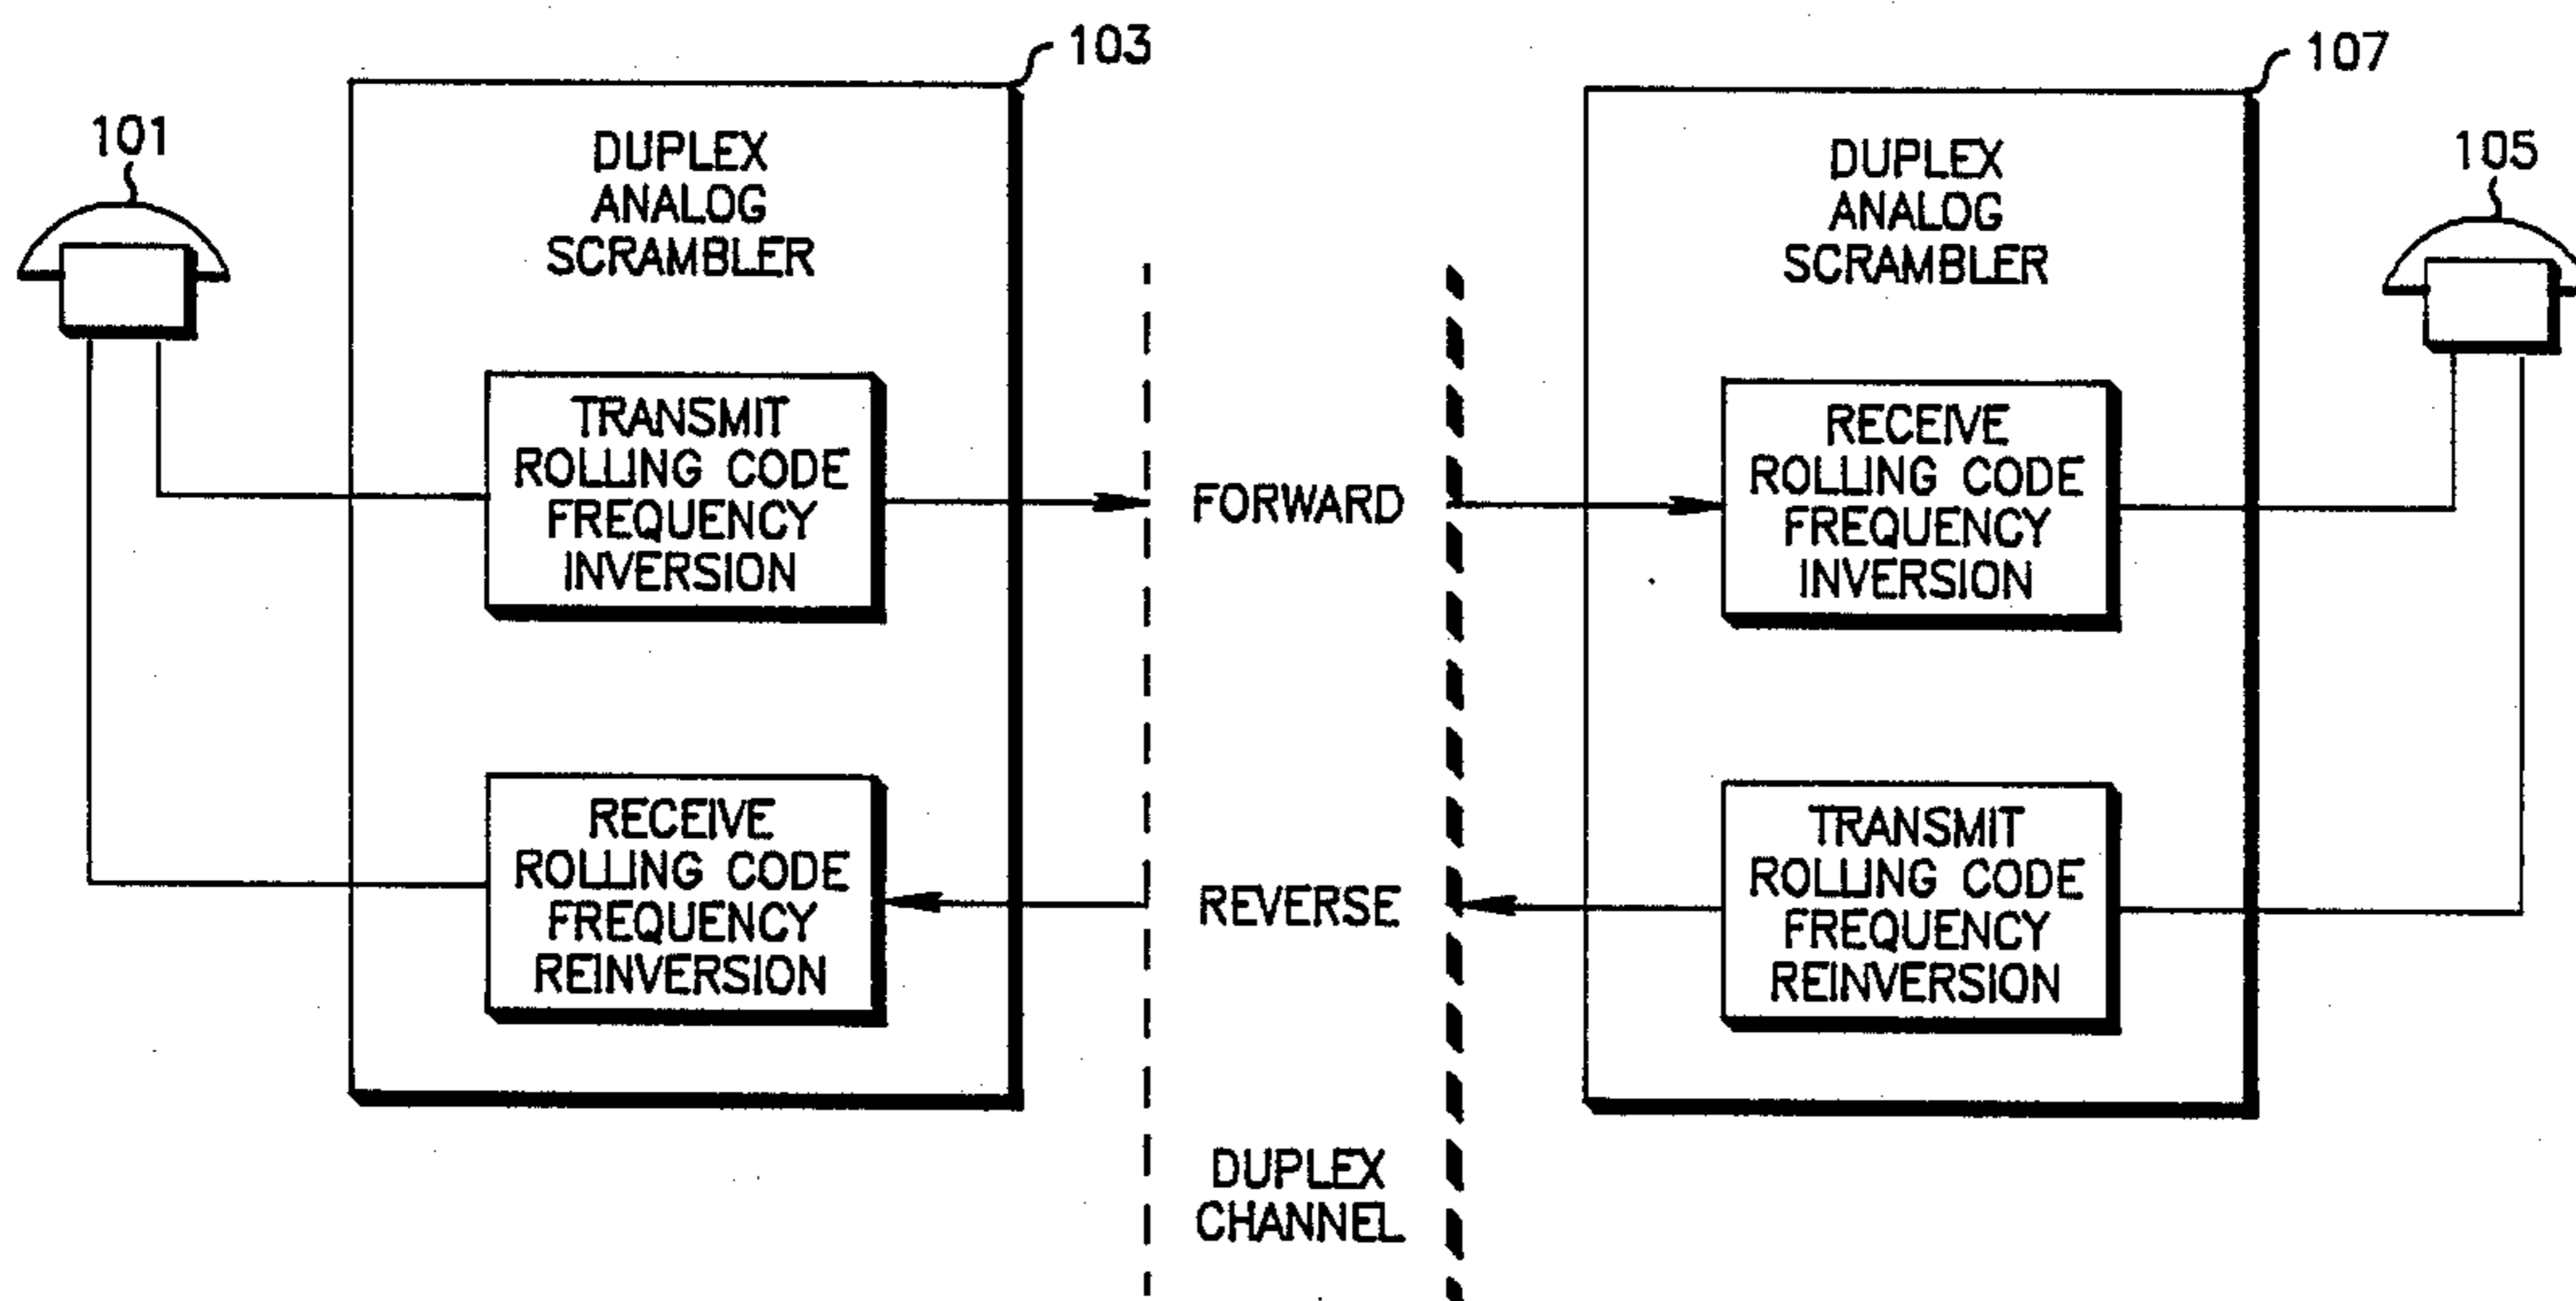 103
107
101
105
DUPLEX
ANALOG
SCRAMBLER
DUPLEX
ANALOG
SCRAMBLER
TRANSMIT
ROLLING CODE
FREQUENCY
INVERSION
FORWARD
RECEIVE
ROLLING CODE
FREQUENCY
INVERSION
RECEIVE
ROLLING CODE
FREQUENCY
REINVERSION
REVERSE
TRANSMIT
ROLLING CODE
FREQUENCY
REINVERSION
DUPLEX
CHANNEL